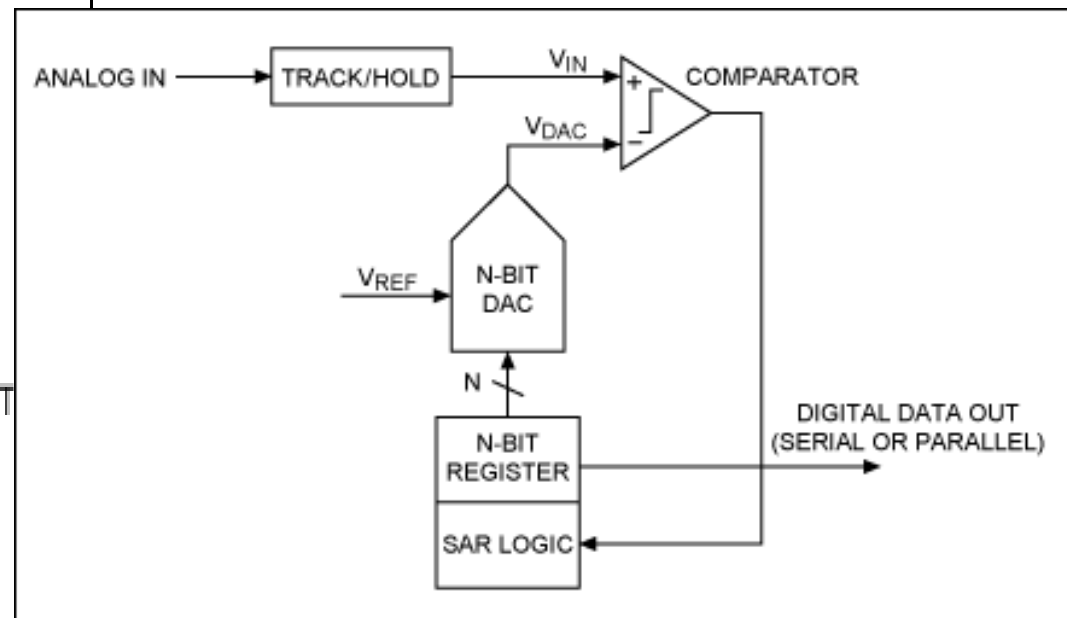 ANALOG IN
TRACK/HOLD
VIN
+
COMPARATOR
VDAC
−
VREF
N-BIT
DAC
N
N-BIT
REGISTER
DIGITAL DATA OUT
(SERIAL OR PARALLEL)
SAR LOGIC